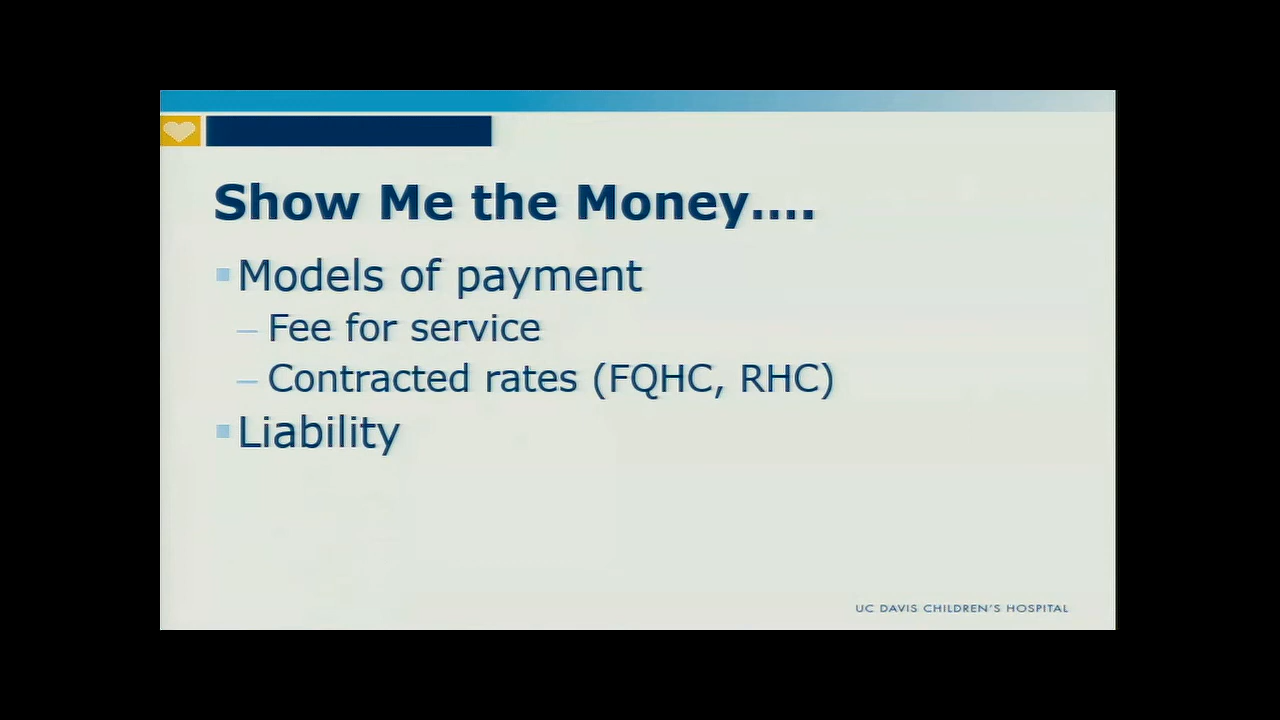 Show Me the Money....
Models of payment
– Fee for service
– Contracted rates (FQHC, RHC)
Liability
UC DAVIS CHILDREN'S HOSPITAL